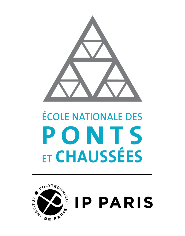 ÉCOLE NATIONALE DES
PONTS
ET CHAUSSÉES
IP PARIS